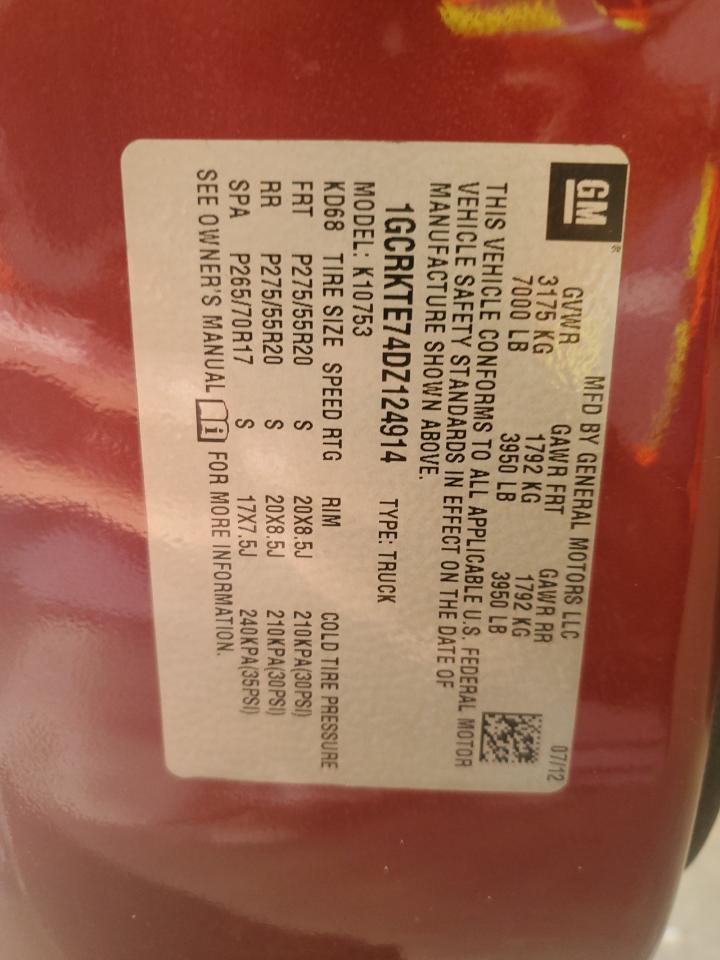 GM®
MFD BY GENERAL MOTORS LLC 07/12
GVWR GAWR FRT GAWR RR
3175 KG 1792 KG 1792 KG
7000 LB 3950 LB 3950 LB
THIS VEHICLE CONFORMS TO ALL APPLICABLE U.S. FEDERAL MOTOR
VEHICLE SAFETY STANDARDS IN EFFECT ON THE DATE OF
MANUFACTURE SHOWN ABOVE.
1GCRKTE74DZ124914 TYPE: TRUCK
MODEL: K10753
KD68 TIRE SIZE SPEED RTG RIM COLD TIRE PRESSURE
FRT P275/55R20 S 20X8.5J 210KPA(30PSI)
RR P275/55R20 S 20X8.5J 210KPA(30PSI)
SPA P265/70R17 S 17X7.5J 240KPA(35PSI)
SEE OWNER'S MANUAL i FOR MORE INFORMATION.